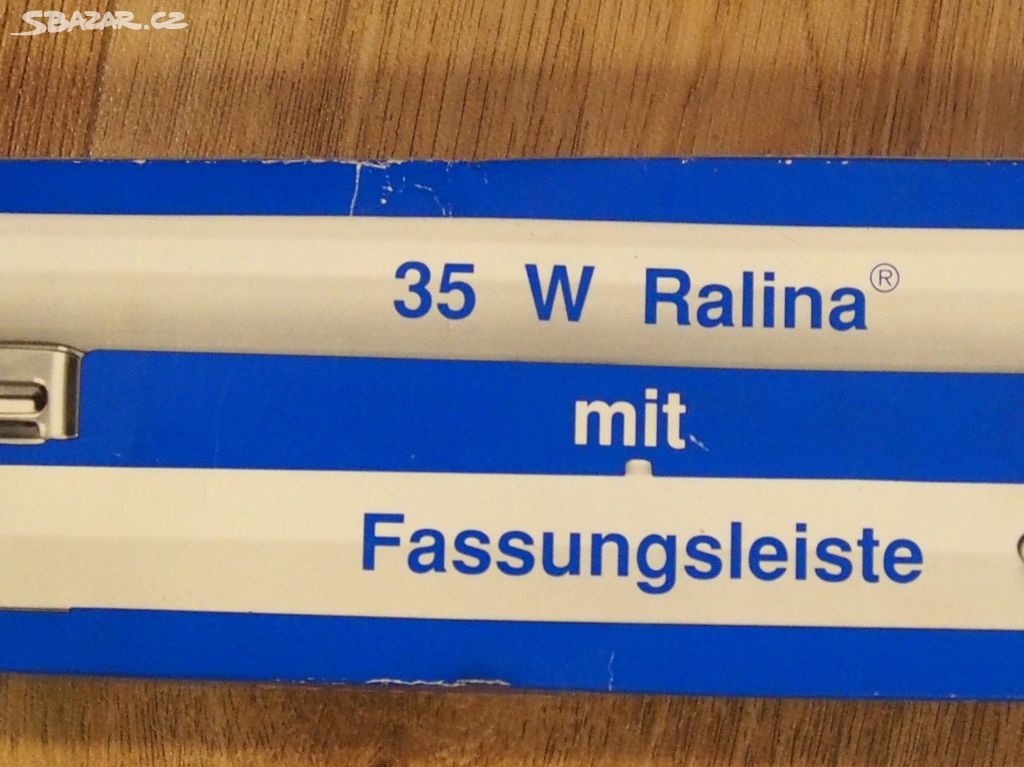 SBAZAR.CZ
35 W Ralina®
mit
Fassungsleiste